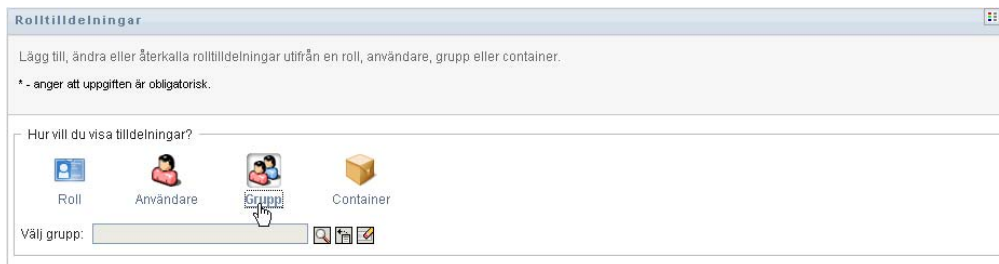 Rolltilldelningar
Lägg till, ändra eller återkalla rolltilldelningar utifrån en roll, användare, grupp eller container.
* - anger att uppgiften är obligatorisk.
Hur vill du visa tilldelningar?
Roll Användare Grupp Container
Välj grupp: